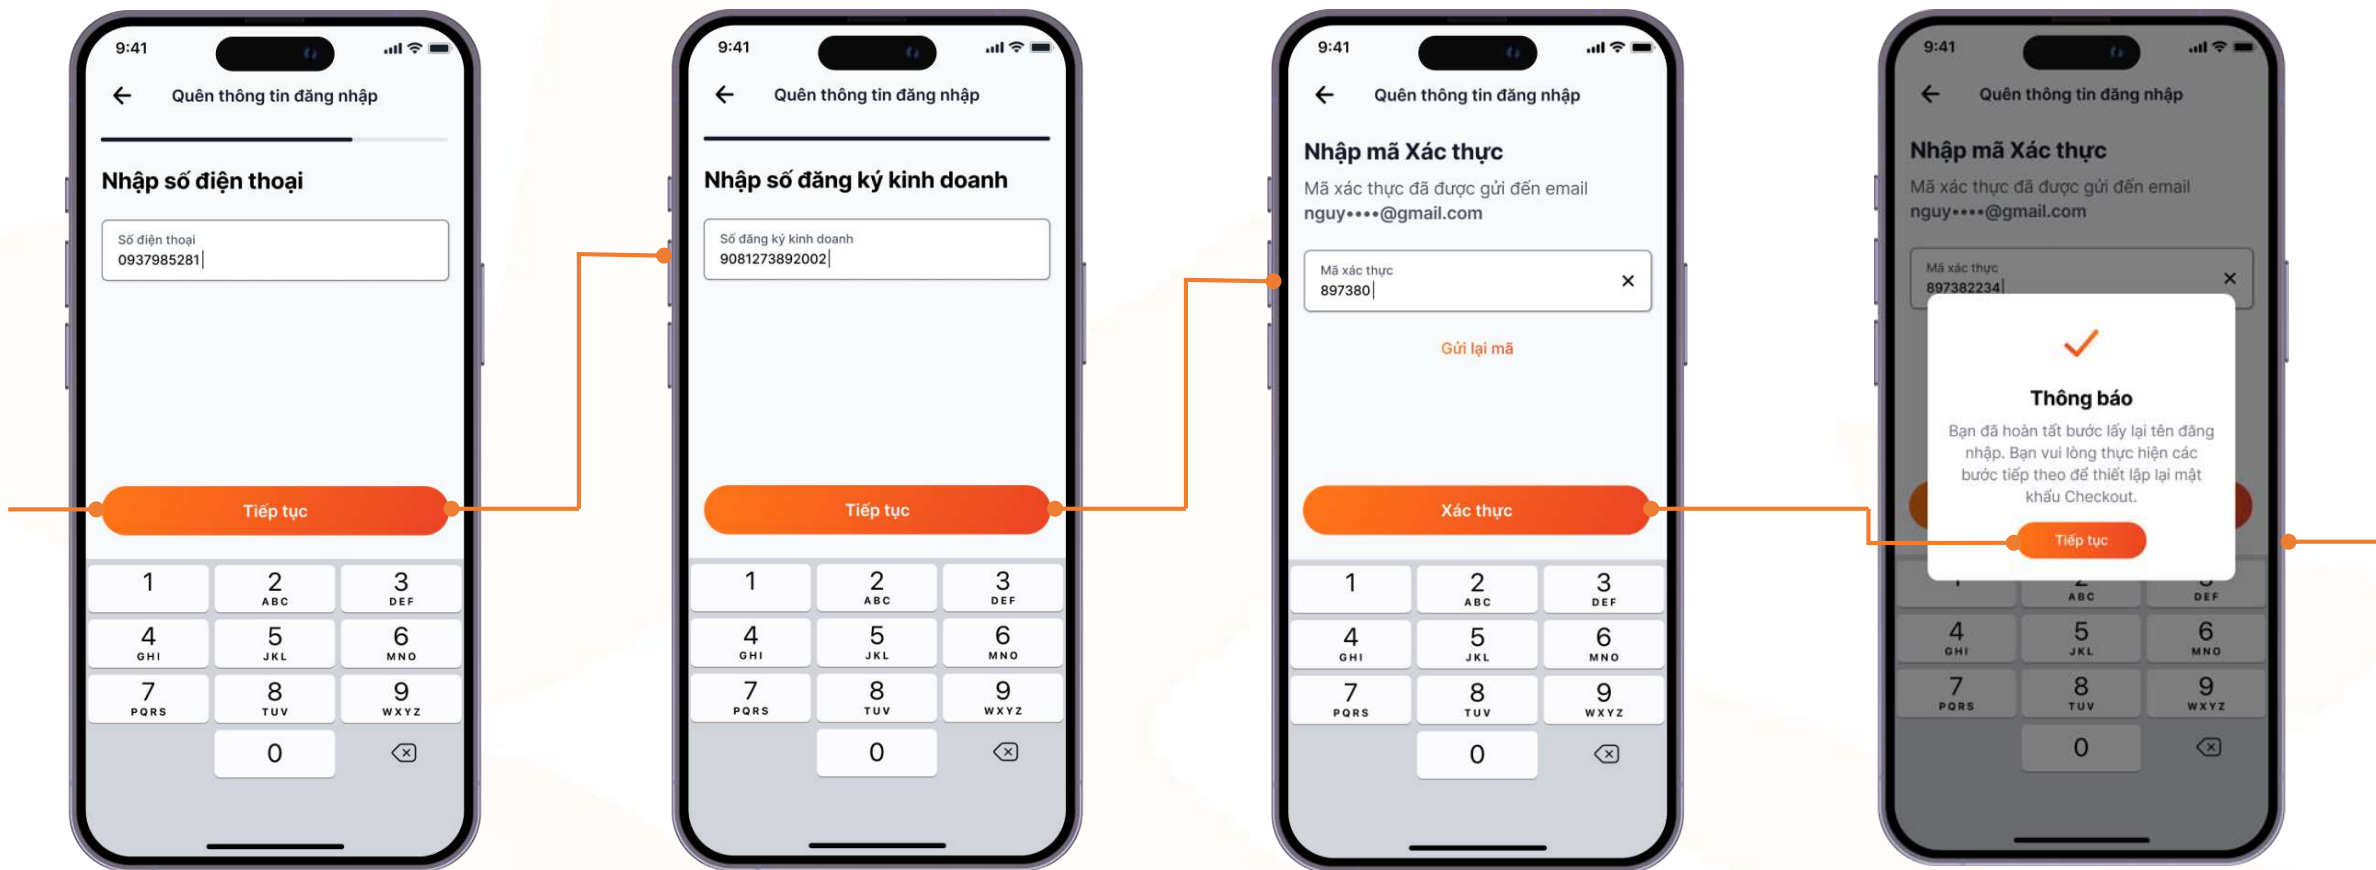 9:41
Quên thông tin đăng nhập
Nhập số điện thoại
Số điện thoại
0937985281
Tiếp tục
1
2
ABC
3
DEF
4
GHI
5
JKL
6
MNO
7
PQRS
8
TUV
9
WXYZ
0
9:41
Quên thông tin đăng nhập
Nhập số đăng ký kinh doanh
Số đăng ký kinh doanh
9081273892002
Tiếp tục
1
2
ABC
3
DEF
4
GHI
5
JKL
6
MNO
7
PQRS
8
TUV
9
WXYZ
0
9:41
Quên thông tin đăng nhập
Nhập mã Xác thực
Mã xác thực đã được gửi đến email
nguy••••@gmail.com
Mã xác thực
897380
Gửi lại mã
Xác thực
1
2
ABC
3
DEF
4
GHI
5
JKL
6
MNO
7
PQRS
8
TUV
9
WXYZ
0
9:41
Quên thông tin đăng nhập
Nhập mã Xác thực
Mã xác thực đã được gửi đến email
nguy••••@gmail.com
Mã xác thực
897382234
Thông báo
Bạn đã hoàn tất bước lấy lại tên đăng
nhập. Bạn vui lòng thực hiện các
bước tiếp theo để thiết lập lại mật
khẩu Checkout.
Tiếp tục
ABC
DEF
4
GHI
5
JKL
6
MNO
7
PQRS
8
TUV
9
WXYZ
0